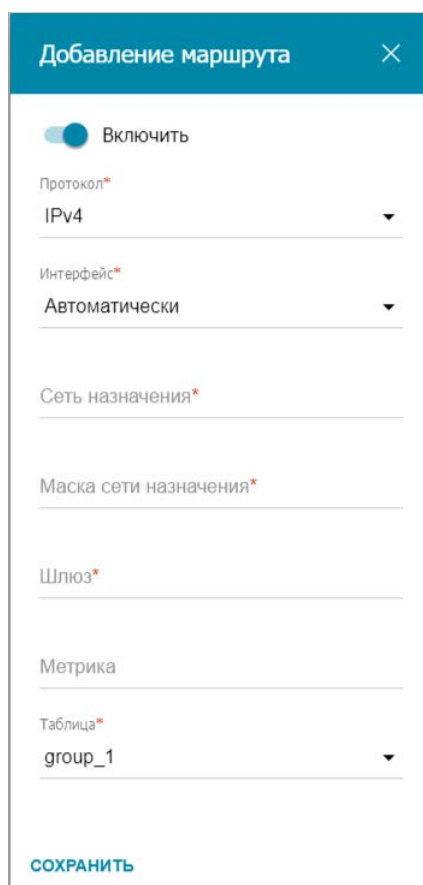 Добавление маршрута
Включить
Протокол*
IPv4
Интерфейс*
Автоматически
Сеть назначения*
Маска сети назначения*
Шлюз*
Метрика
Таблица*
group_1
СОХРАНИТЬ